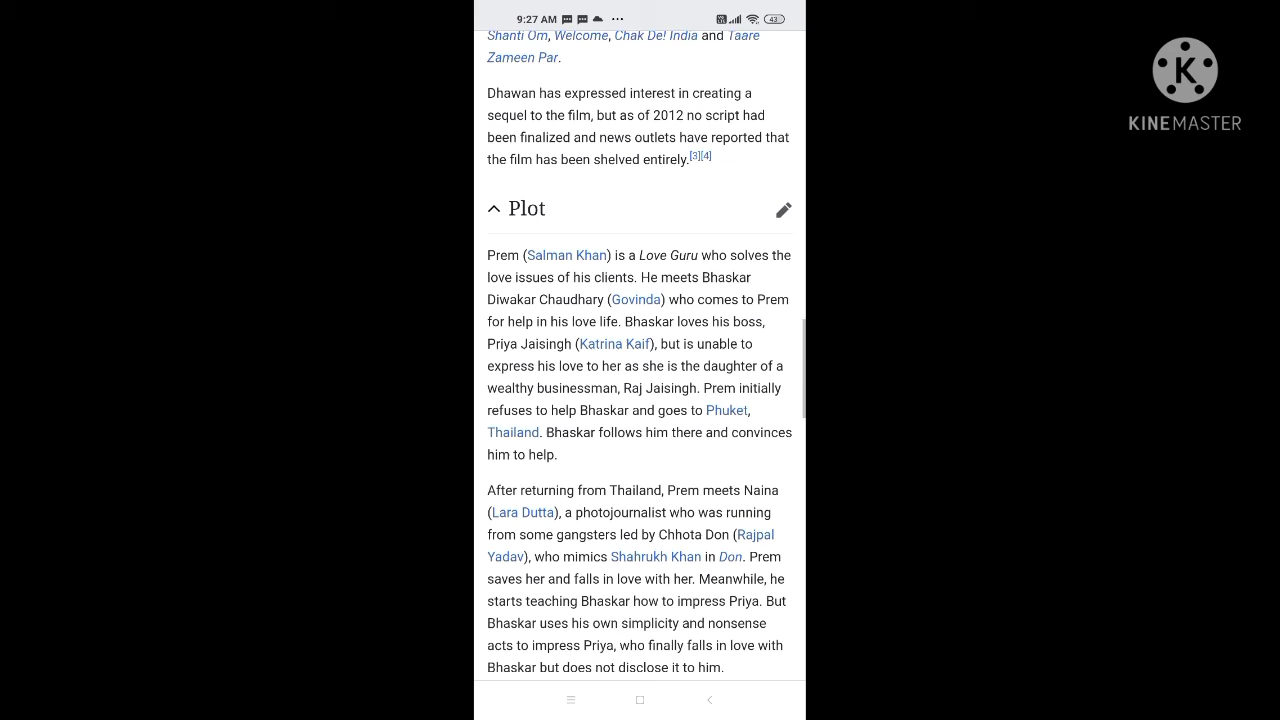 9:27 AM
43
Shanti Om, Welcome, Chak De! India and Taare
Zameen Par.
Dhawan has expressed interest in creating a
sequel to the film, but as of 2012 no script had
been finalized and news outlets have reported that
the film has been shelved entirely.[3][4]
Plot
Prem (Salman Khan) is a Love Guru who solves the
love issues of his clients. He meets Bhaskar
Diwakar Chaudhary (Govinda) who comes to Prem
for help in his love life. Bhaskar loves his boss,
Priya Jaisingh (Katrina Kaif), but is unable to
express his love to her as she is the daughter of a
wealthy businessman, Raj Jaisingh. Prem initially
refuses to help Bhaskar and goes to Phuket,
Thailand. Bhaskar follows him there and convinces
him to help.
After returning from Thailand, Prem meets Naina
(Lara Dutta), a photojournalist who was running
from some gangsters led by Chhota Don (Rajpal
Yadav), who mimics Shahrukh Khan in Don. Prem
saves her and falls in love with her. Meanwhile, he
starts teaching Bhaskar how to impress Priya. But
Bhaskar uses his own simplicity and nonsense
acts to impress Priya, who finally falls in love with
Bhaskar but does not disclose it to him.
K
KINEMASTER